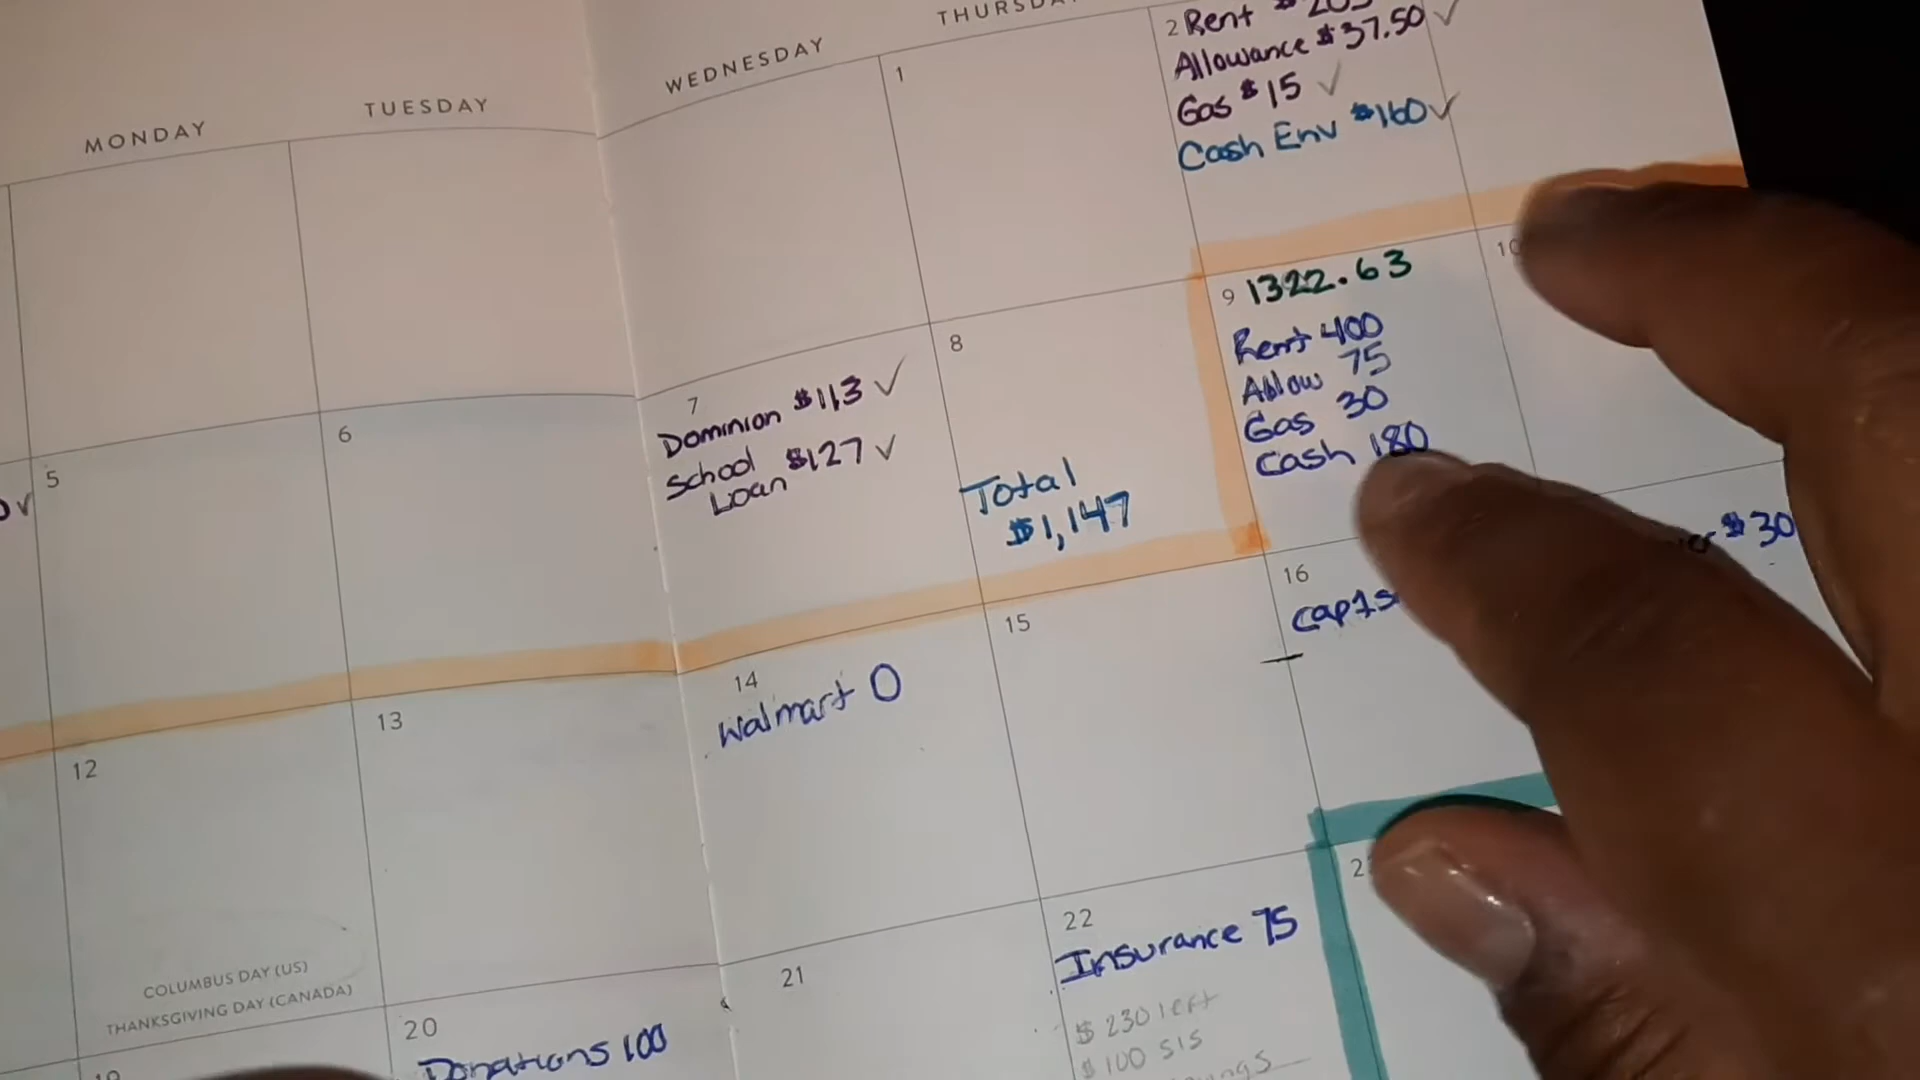 MONDAY
TUESDAY
WEDNESDAY
1
2 Rent
Allowance $37.50 ✓
Gas $15 ✓
Cash Env $160 ✓
5
6
7
Dominion $113 ✓
School $127 ✓
Loan
8
Total
$1,147
9 1322.63
Rent 400
Allow 75
Gas 30
Cash 180
10
$30
12
COLUMBUS DAY (US)
THANKSGIVING DAY (CANADA)
13
14
Walmart 0
15
16
20
Donations 100
21
22
Insurance 75
$ 230 left
$ 100 sis